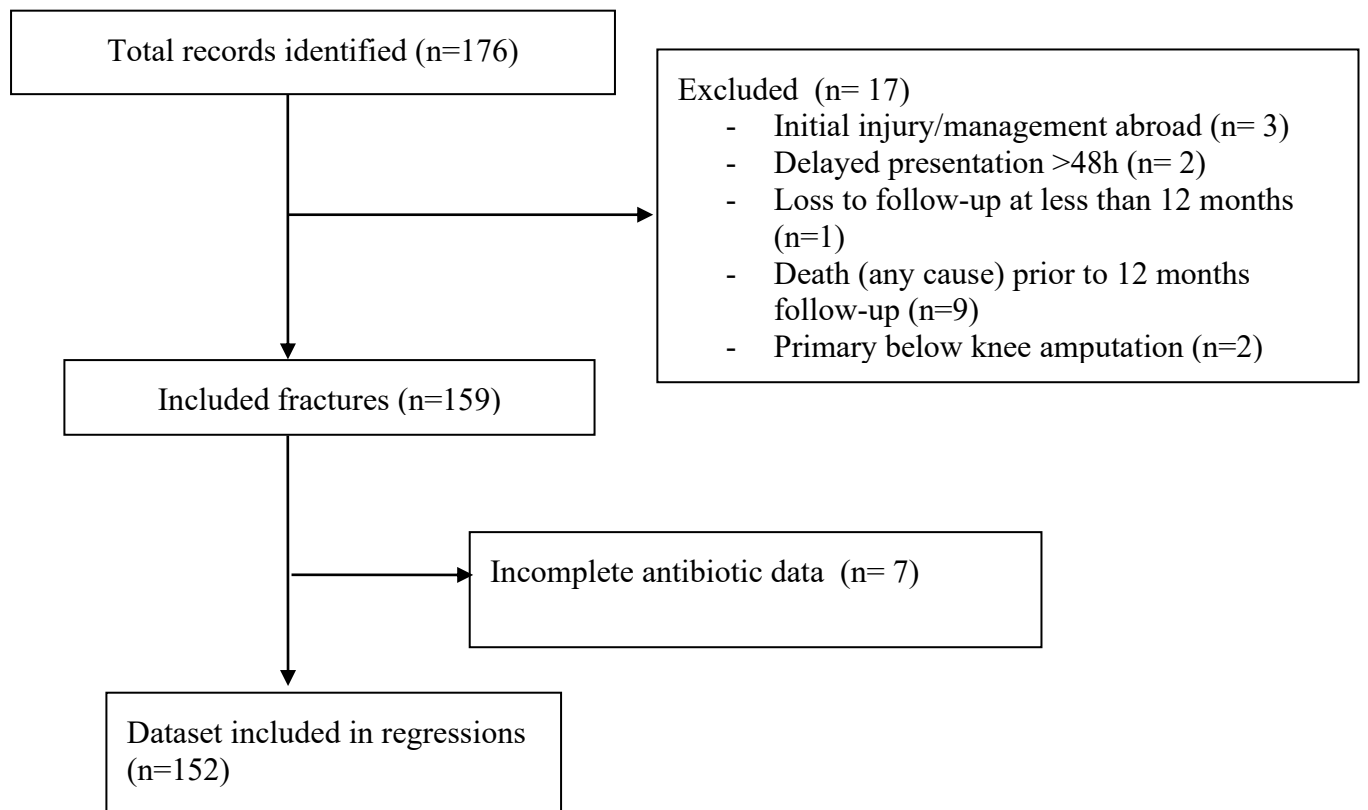 Total records identified (n=176)
Excluded (n= 17)
- Initial injury/management abroad (n= 3)
- Delayed presentation >48h (n= 2)
- Loss to follow-up at less than 12 months
(n=1)
- Death (any cause) prior to 12 months
follow-up (n=9)
- Primary below knee amputation (n=2)
Included fractures (n=159)
Incomplete antibiotic data (n= 7)
Dataset included in regressions
(n=152)